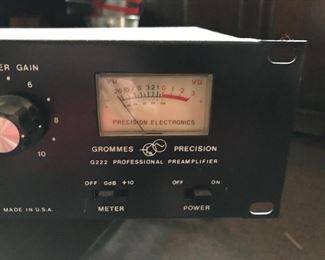 ER GAIN
6
8
10
VU VU
20 10 7 5 3 2 1 0 1 2 3
PRECISION ELECTRONICS
GROMMES PRECISION
G222 PROFESSIONAL PREAMPLIFIER
OFF 0dB +10
OFF ON
METER
POWER
MADE IN U.S.A.